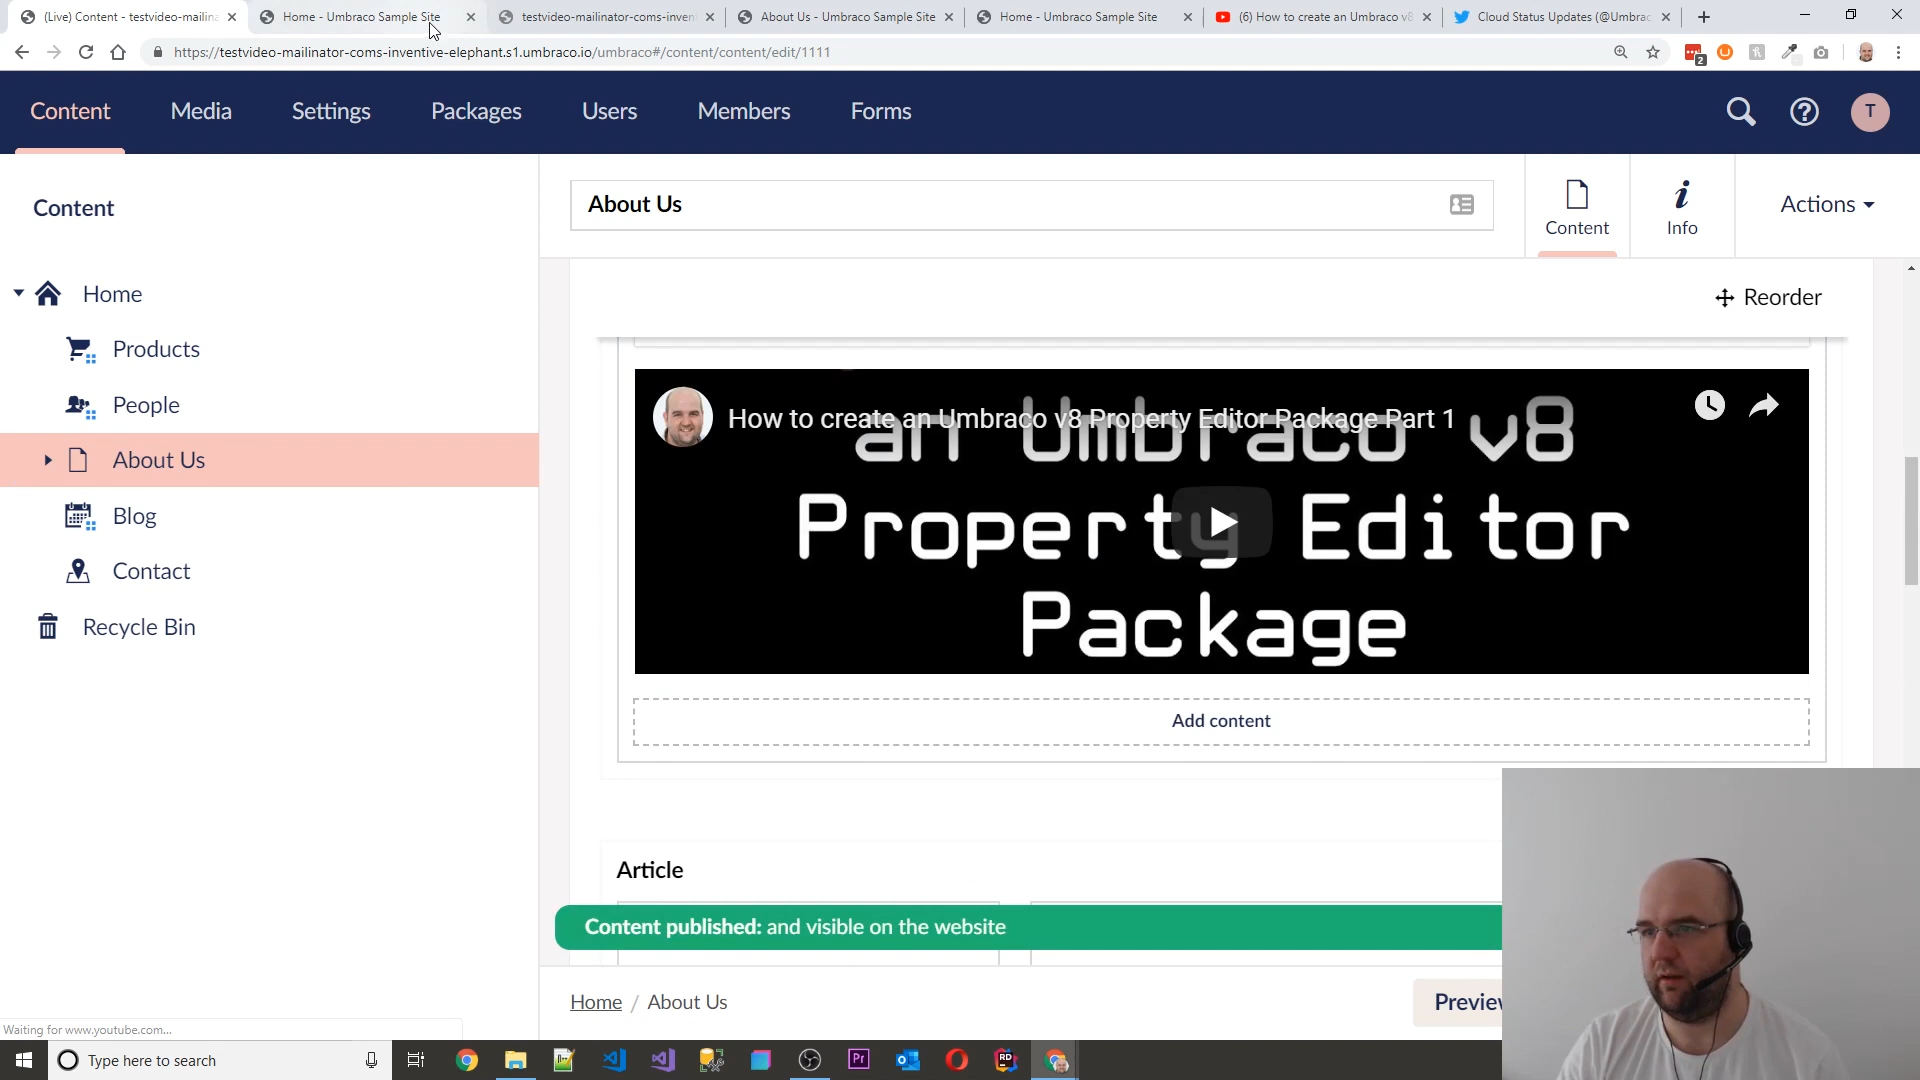 (Live) Content - testvideo-mailina
Home - Umbraco Sample Site
testvideo-mailinator-coms-inven
About Us - Umbraco Sample Site
Home - Umbraco Sample Site
(6) How to create an Umbraco v8
Cloud Status Updates (@Umbrac
https://testvideo-mailinator-coms-inventive-elephant.s1.umbraco.io/umbraco#/content/content/edit/1111
2
Content
Media
Settings
Packages
Users
Members
Forms
T
Content
About Us
Content
Info
Actions
Home
Products
People
About Us
Blog
Contact
Recycle Bin
Reorder
How to create an Umbraco v8 Property Editor Package Part 1
an Umbraco v8
Property Editor
Package
Add content
Article
Content published: and visible on the website
Home / About Us
Preview
Waiting for www.youtube.com...
Type here to search
Pr
RD